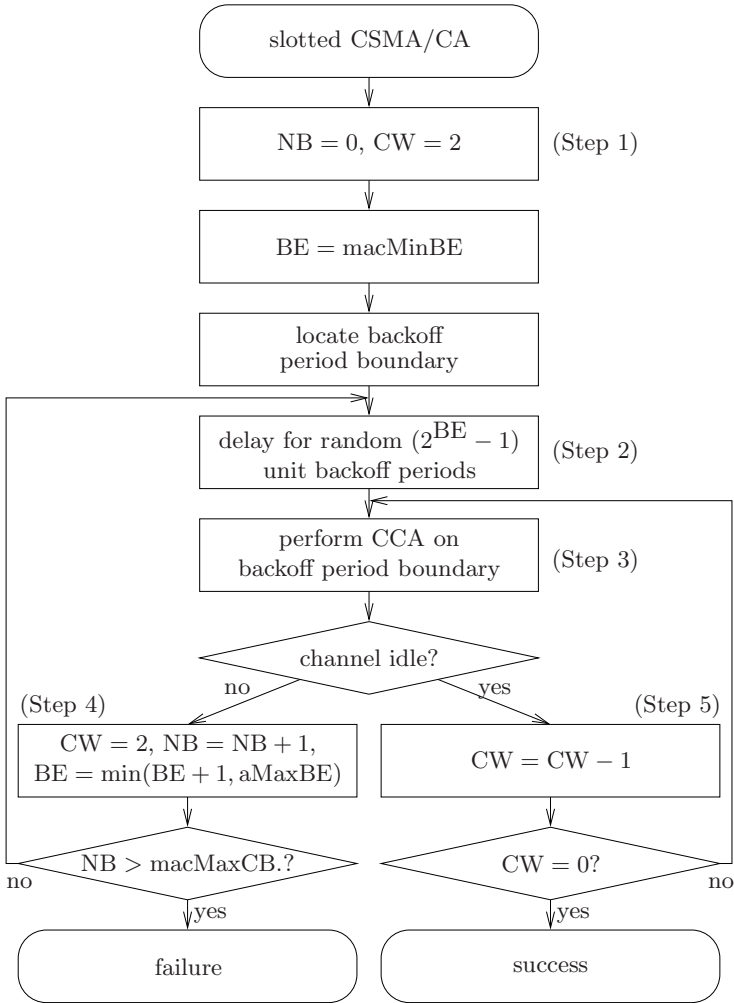 slotted CSMA/CA
NB = 0, CW = 2
(Step 1)
BE = macMinBE
locate backoff
period boundary
delay for random (2^BE − 1)
unit backoff periods
(Step 2)
perform CCA on
backoff period boundary
(Step 3)
channel idle?
no
yes
(Step 4)
(Step 5)
CW = 2, NB = NB + 1,
BE = min(BE + 1, aMaxBE)
CW = CW − 1
NB > macMaxCB.?
CW = 0?
no
no
yes
yes
failure
success